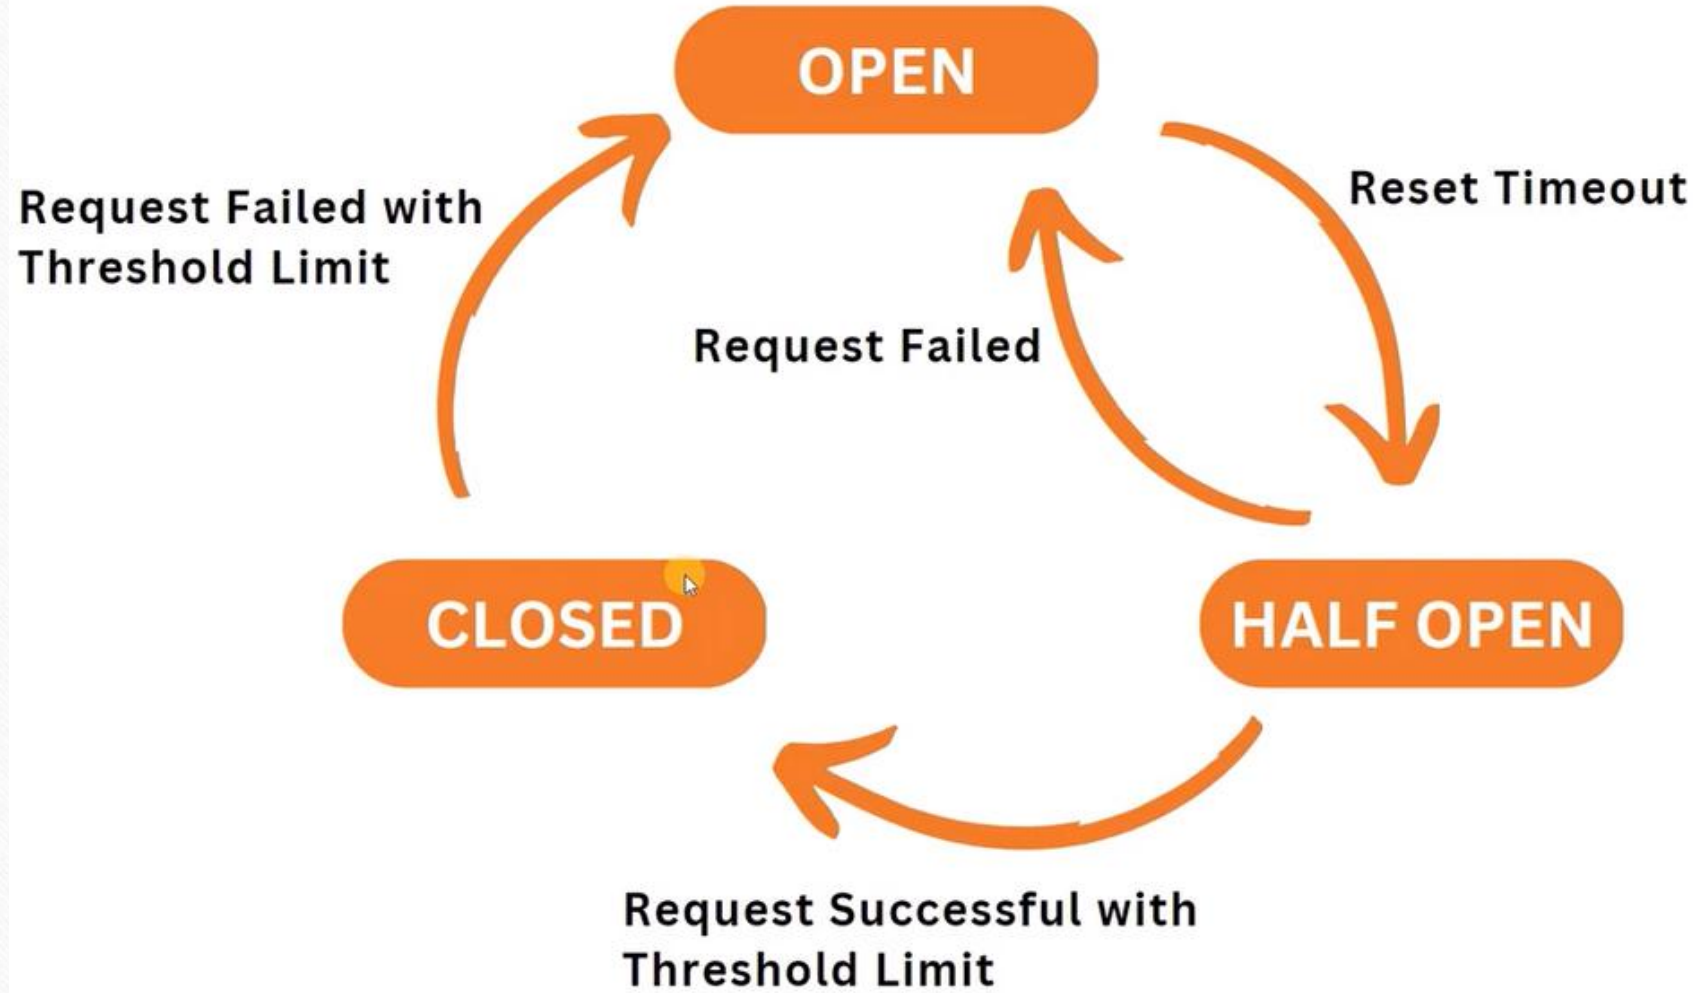 OPEN
Request Failed with
Threshold Limit
Reset Timeout
Request Failed
CLOSED
HALF OPEN
Request Successful with
Threshold Limit